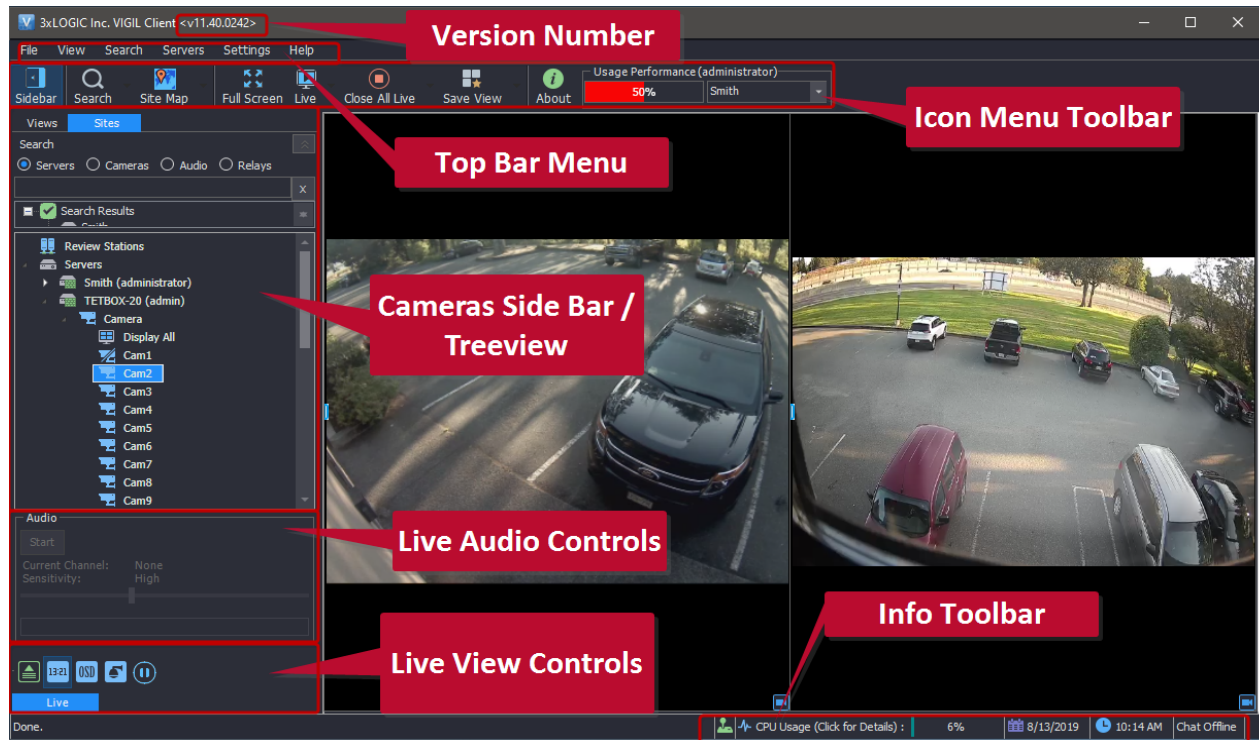 3xLOGIC Inc. VIGIL Client <v11.40.0242>
Version Number
File View Search Servers Settings Help
Sidebar Search Site Map Full Screen Live Close All Live Save View About
Usage Performance (administrator)
50% Smith
Icon Menu Toolbar
Top Bar Menu
Views Sites
Search
Servers Cameras Audio Relays
x
Search Results
Smith
Review Stations
Servers
Smith (administrator)
TETBOX-20 (admin)
Camera
Display All
Cam1
Cam2
Cam3
Cam4
Cam5
Cam6
Cam7
Cam8
Cam9
Cameras Side Bar /
Treeview
Audio
Start
Current Channel: None
Sensitivity: High
Live Audio Controls
Info Toolbar
Live View Controls
13:21 OSD
Live
Done.
CPU Usage (Click for Details) : 6% 8/13/2019 10:14 AM Chat Offline